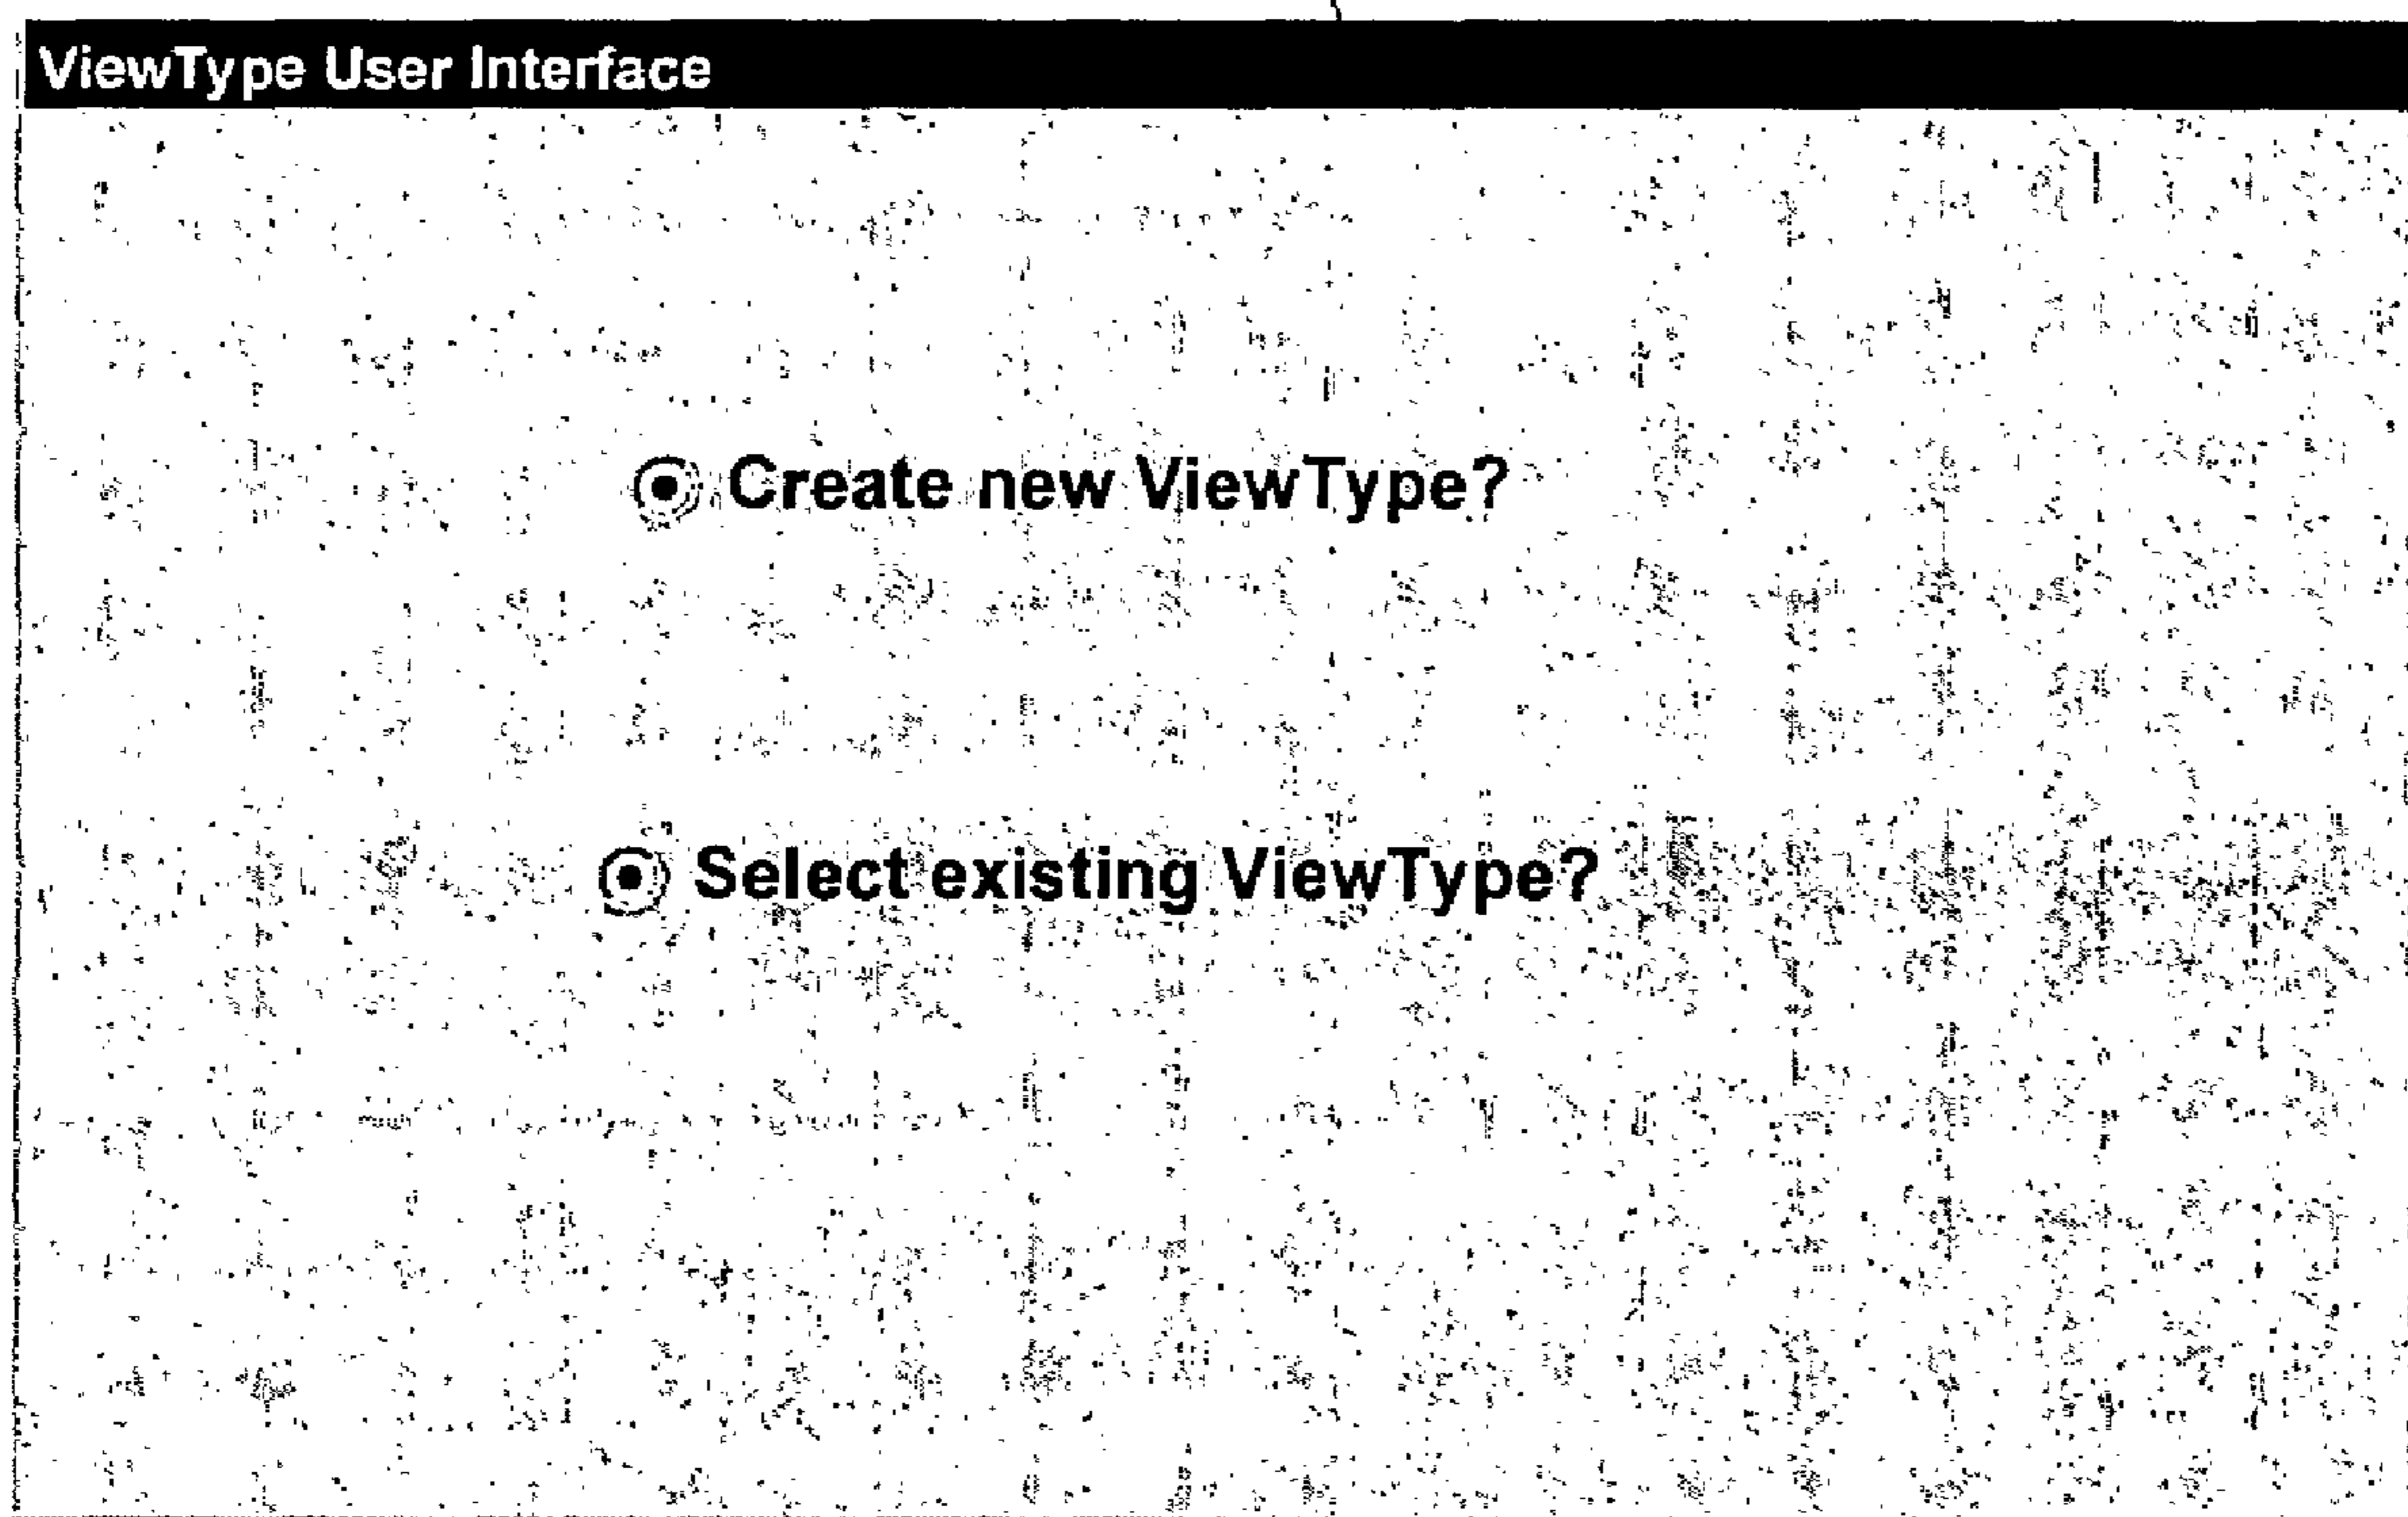 ViewType User Interface
Create new ViewType?
Select existing ViewType?